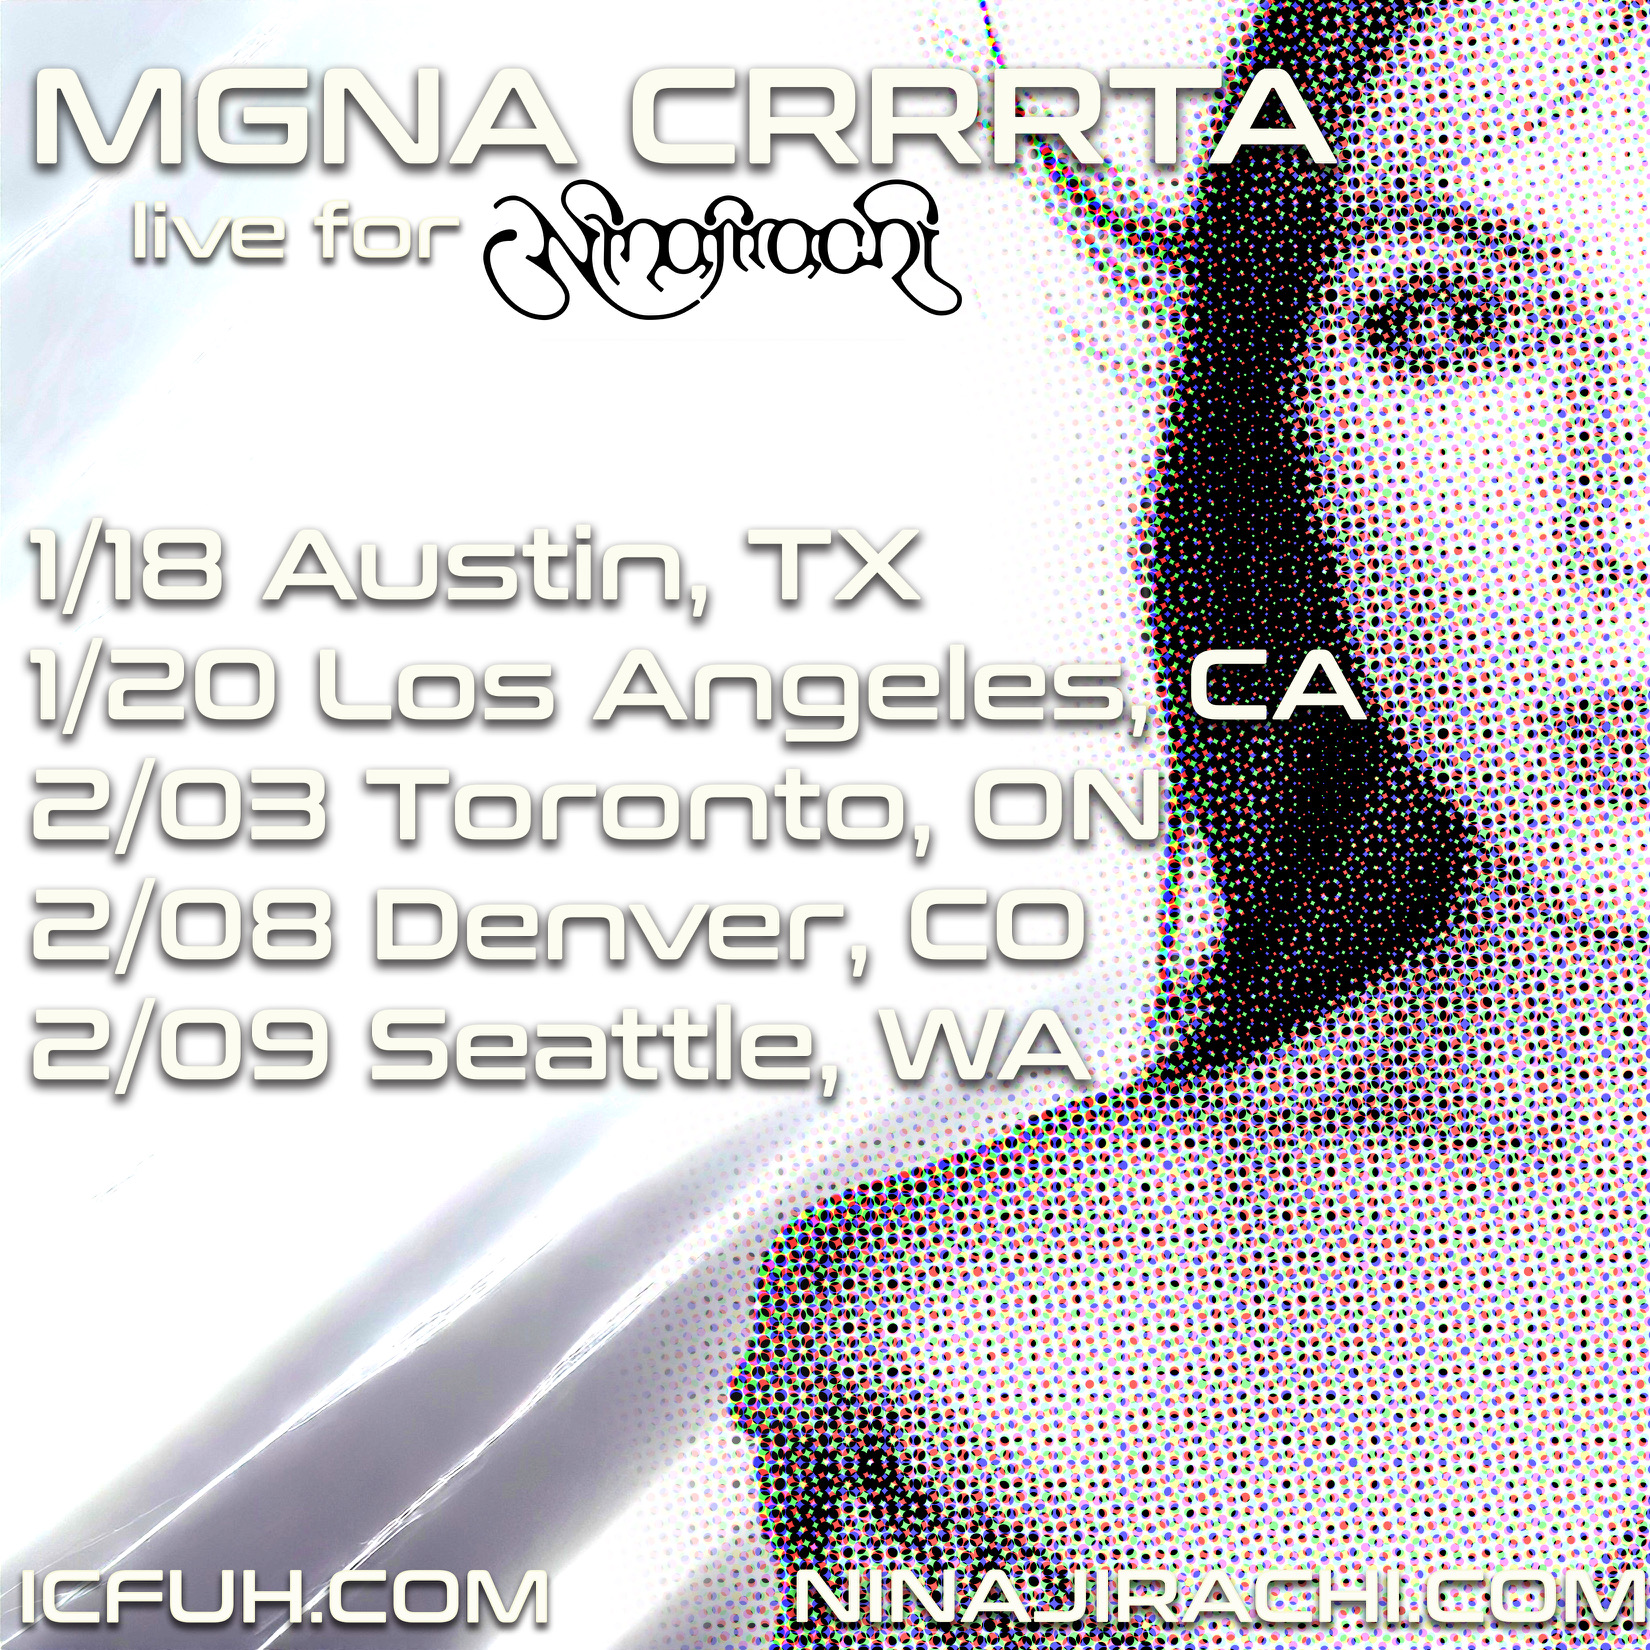 MGNA CRRRTA
live for Ninajirachi
1/18 Austin, TX
1/20 Los Angeles, CA
2/03 Toronto, ON
2/08 Denver, CO
2/09 Seattle, WA
ICFUH.COM
NINAJIRACHI.COM